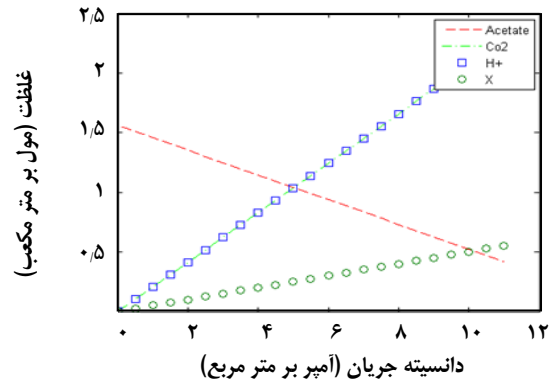 ۲٫۵
۲
۱٫۵
۱
۰٫۵
غلظت (مول بر متر مکعب)
Acetate
Co2
H+
X
۰ ۲ ۴ ۶ ۸ ۱۰ ۱۲
دانسیته جریان (آمپر بر متر مربع)